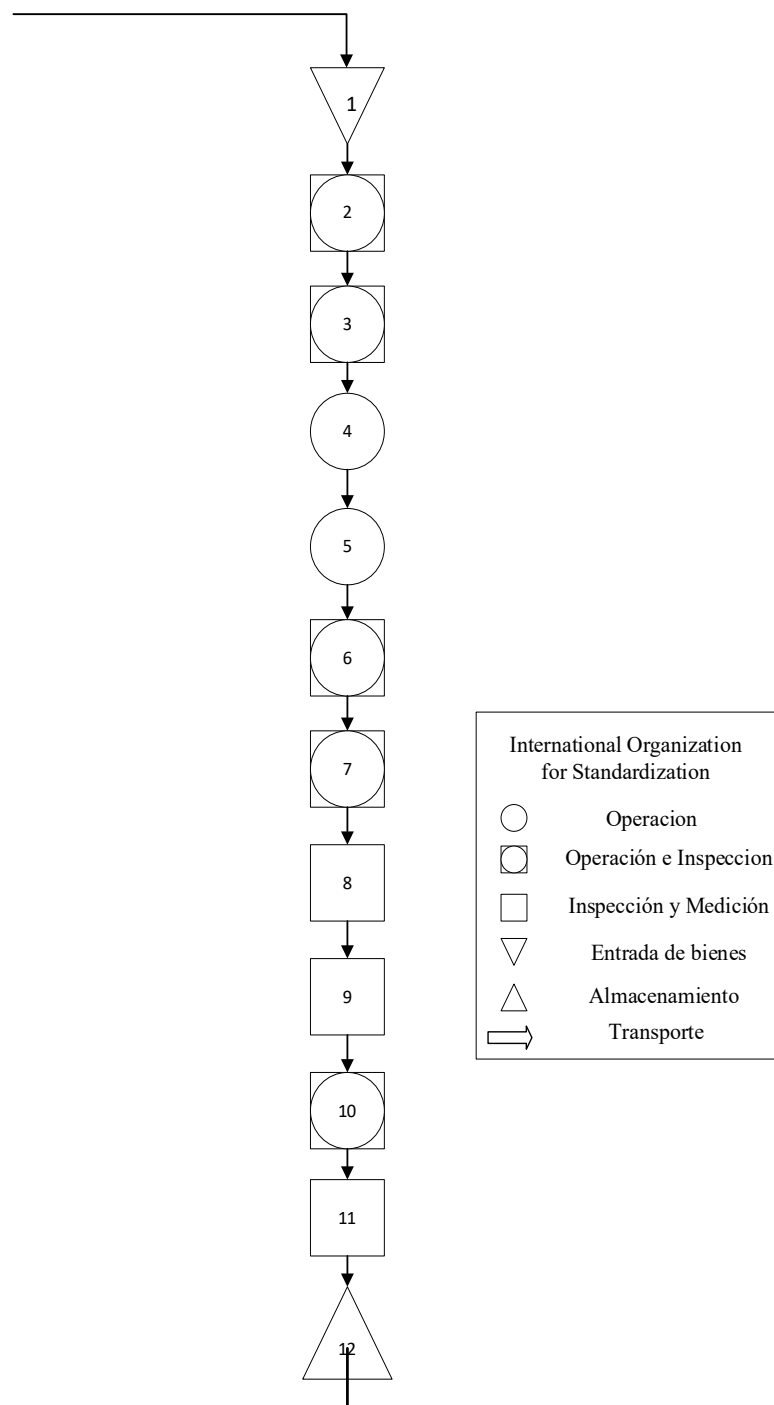 1
2
3
4
5
6
7
8
9
10
11
12
International Organization
for Standardization
Operacion
Operación e Inspeccion
Inspección y Medición
Entrada de bienes
Almacenamiento
Transporte